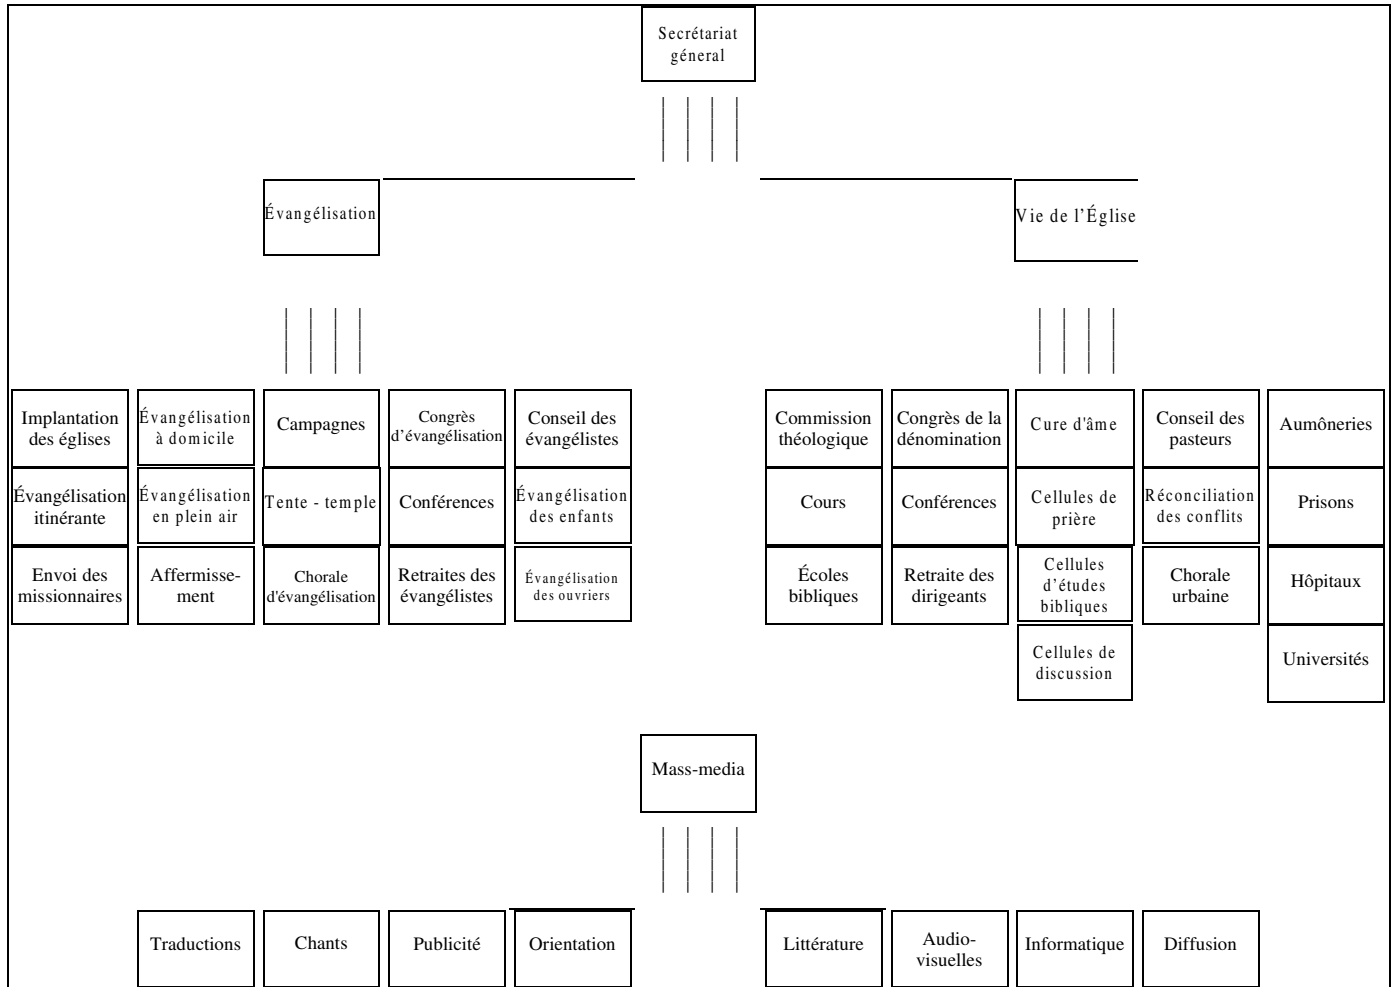 Secrétariat
géneral
Évangélisation
Vie de l’Église
Implantation
des églises
Évangélisation
à domicile
Campagnes
Congrès
d’évangélisation
Conseil des
évangélistes
Commission
théologique
Congrès de la
dénomination
Cure d'âme
Conseil des
pasteurs
Aumôneries
Évangélisation
itinérante
Évangélisation
en plein air
Tente - temple
Conférences
Évangélisation
des enfants
Cours
Conférences
Cellules de
prière
Réconciliation
des conflits
Prisons
Envoi des
missionnaires
Affermisse-
ment
Chorale
d'évangélisation
Retraites des
évangélistes
Évangélisation
des ouvriers
Écoles
bibliques
Retraite des
dirigeants
Cellules
d’études
bibliques
Chorale
urbaine
Hôpitaux
Cellules de
discussion
Universités
Mass-media
Traductions
Chants
Publicité
Orientation
Littérature
Audio-
visuelles
Informatique
Diffusion